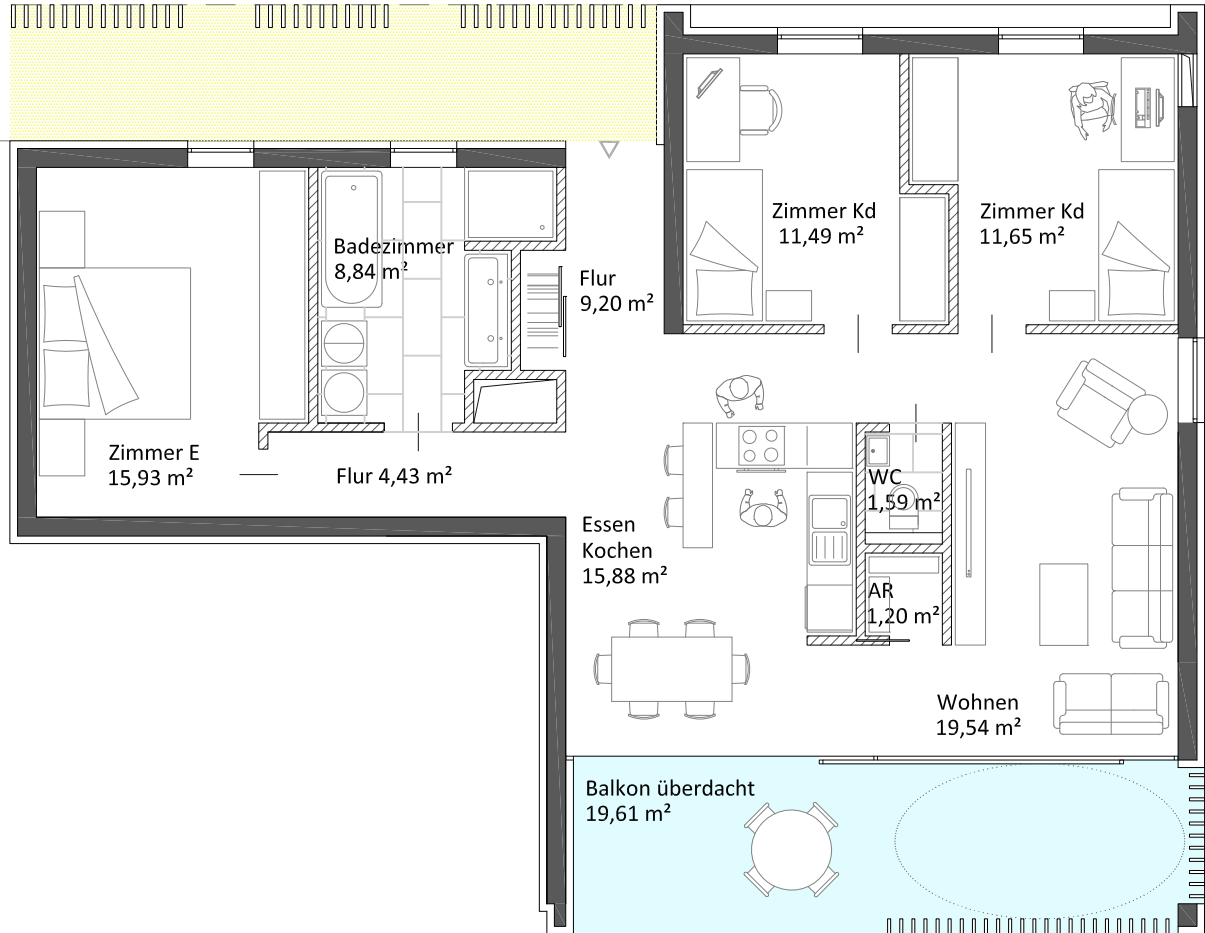 Zimmer Kd
11,49 m²
Zimmer Kd
11,65 m²
Badezimmer
8,84 m²
Flur
9,20 m²
Zimmer E
15,93 m²
Flur 4,43 m²
WC
1,59 m²
Essen
Kochen
15,88 m²
AR
1,20 m²
Wohnen
19,54 m²
Balkon überdacht
19,61 m²